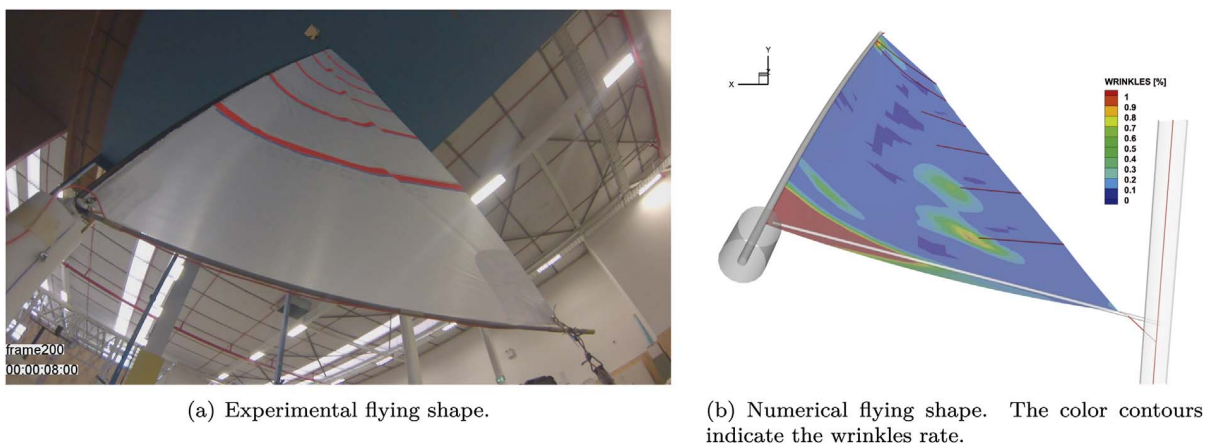 frame200
00:00:08:00
Y
X
WRINKLES [%]
1
0.9
0.8
0.7
0.6
0.5
0.4
0.3
0.2
0.1
0
(a) Experimental flying shape.
(b) Numerical flying shape. The color contours
indicate the wrinkles rate.